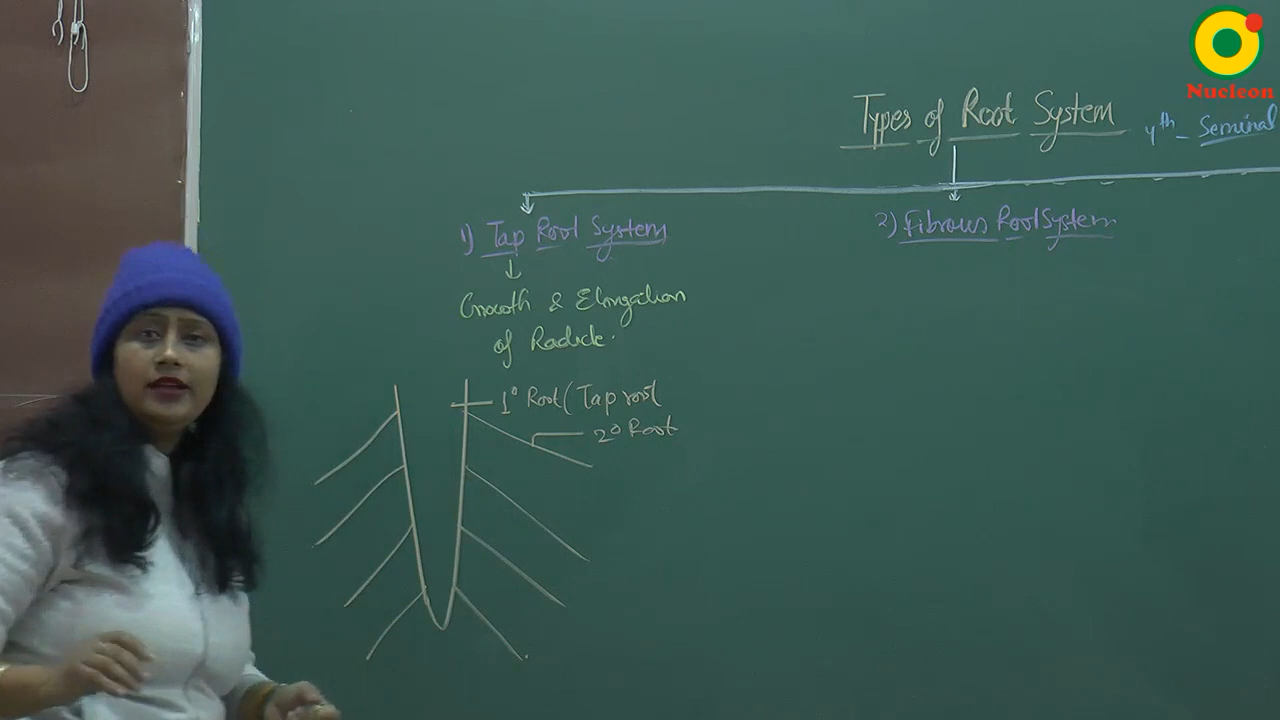 Nucleon
Types of Root System
4th - Seminal
1) Tap Root System
2) Fibrous Root System
Growth & Elongation
of Radicle.
1° Root (Tap root
2° Root